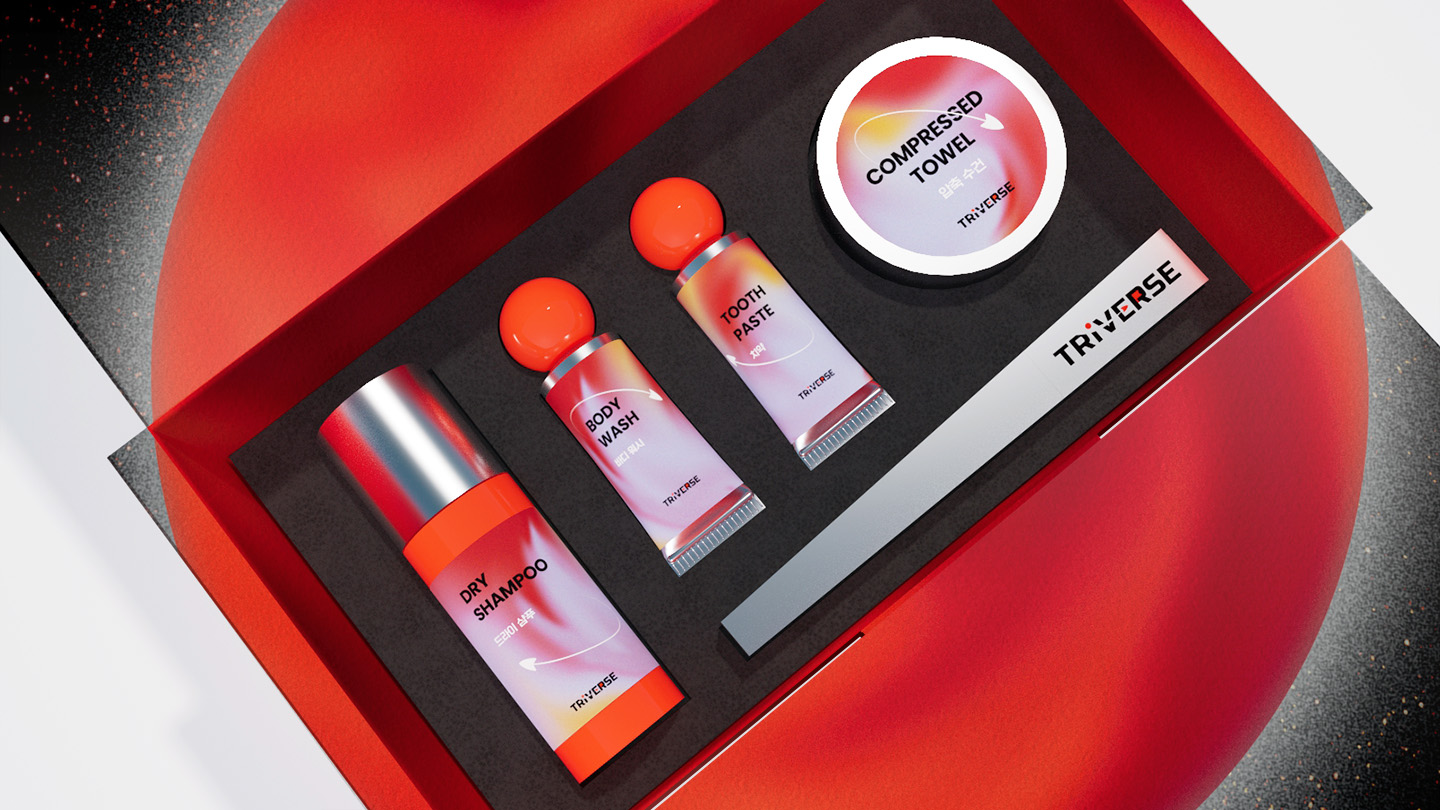 DRY
SHAMPOO
드라이 샴푸
TRiVERSE
BODY
WASH
바디 워시
TRiVERSE
TOOTH
PASTE
치약
TRiVERSE
COMPRESSED
TOWEL
압축 수건
TRiVERSE
TRiVERSE